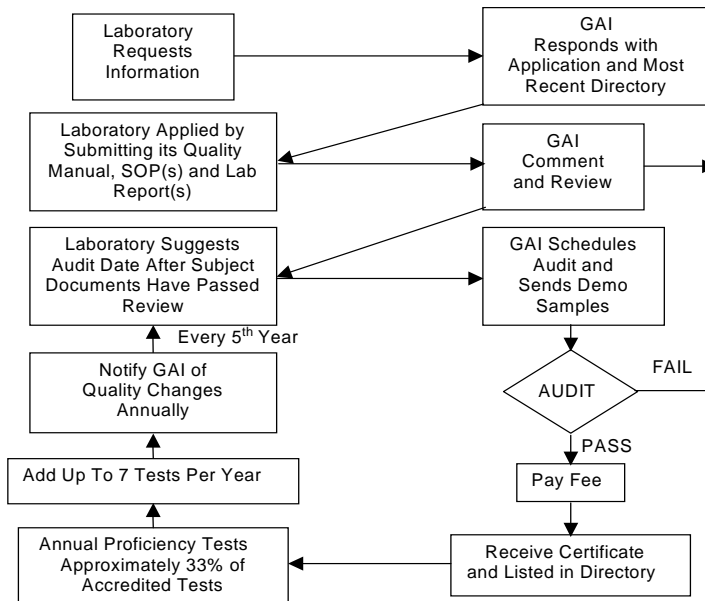 Laboratory
Requests
Information
GAI
Responds with
Application and Most
Recent Directory
Laboratory Applied by
Submitting its Quality
Manual, SOP(s) and Lab
Report(s)
GAI
Comment
and Review
Laboratory Suggests
Audit Date After Subject
Documents Have Passed
Review
GAI Schedules
Audit and
Sends Demo
Samples
Every 5th Year
Notify GAI of
Quality Changes
Annually
AUDIT
FAIL
PASS
Add Up To 7 Tests Per Year
Pay Fee
Annual Proficiency Tests
Approximately 33% of
Accredited Tests
Receive Certificate
and Listed in Directory